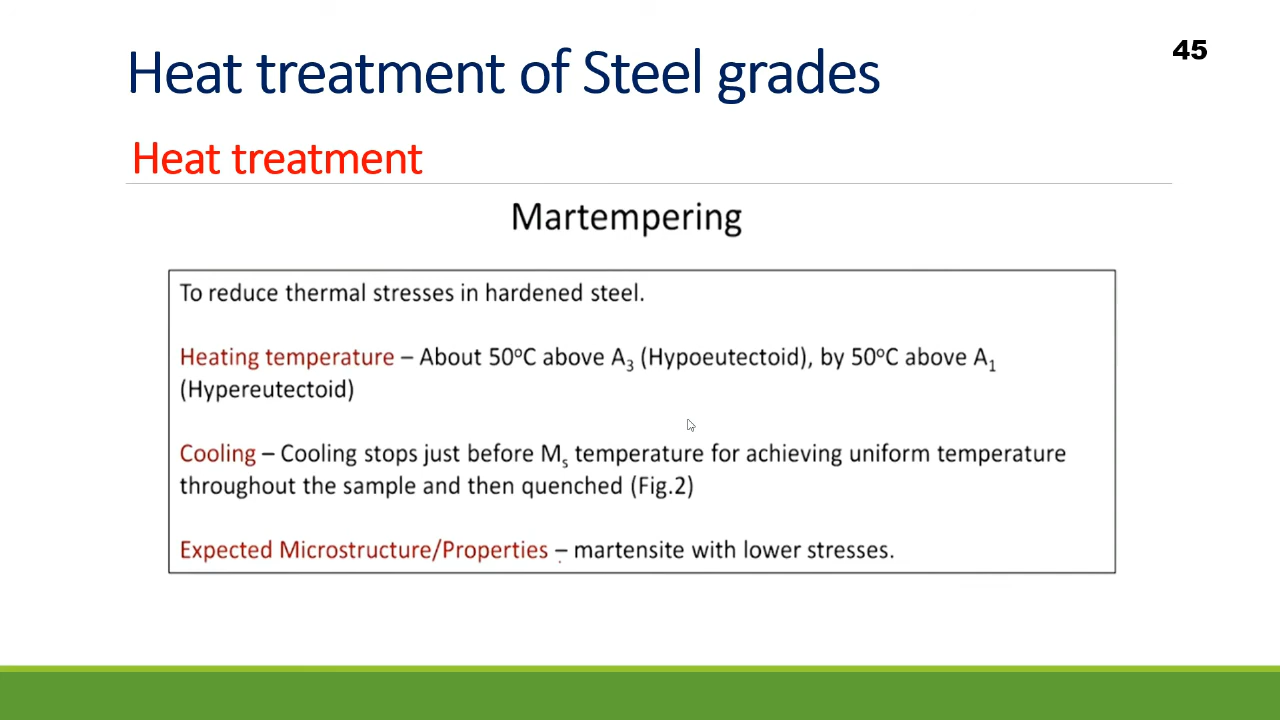 45
Heat treatment of Steel grades
Heat treatment
Martempering
To reduce thermal stresses in hardened steel.
Heating temperature – About 50°C above A₃ (Hypoeutectoid), by 50°C above A₁
(Hypereutectoid)
Cooling – Cooling stops just before Mₛ temperature for achieving uniform temperature
throughout the sample and then quenched (Fig.2)
Expected Microstructure/Properties – martensite with lower stresses.